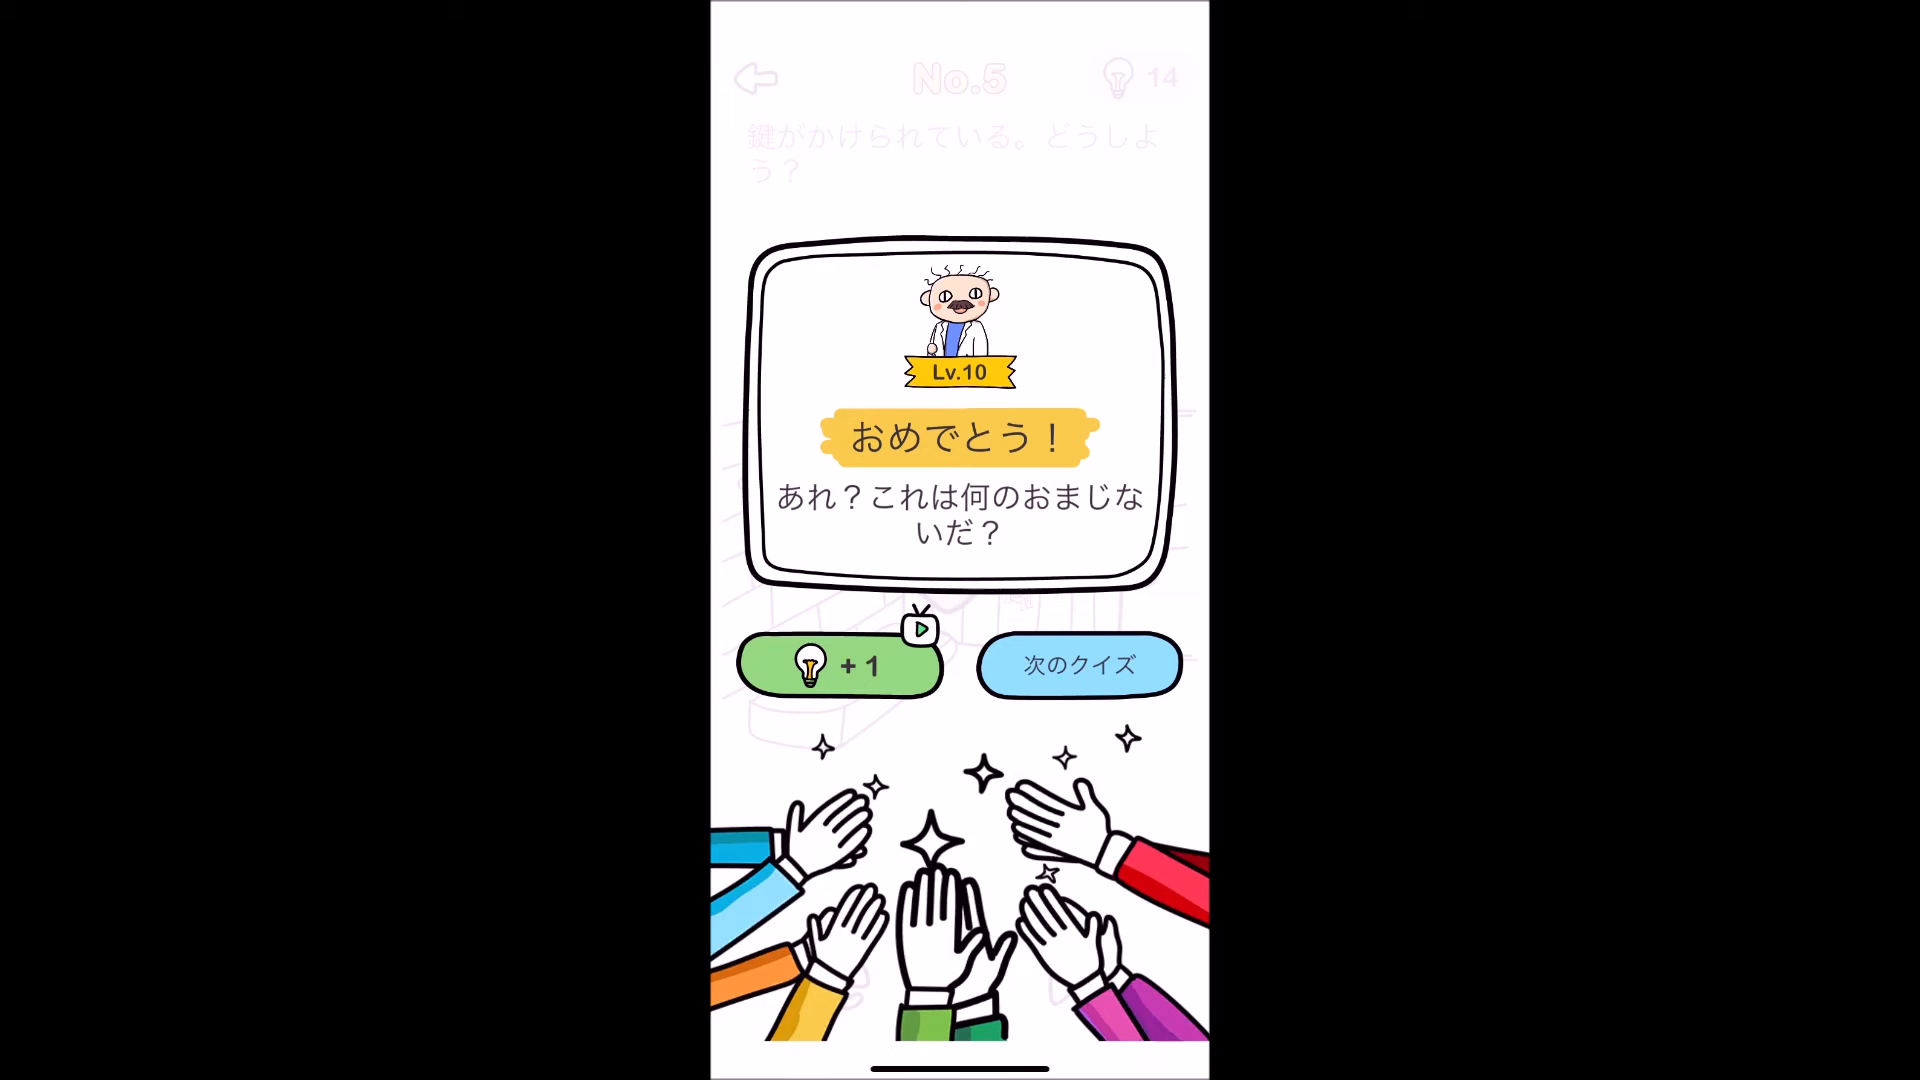 No.5
14
鍵がかけられている。どうしよ
う？
Lv.10
おめでとう！
あれ？これは何のおまじな
いだ？
+ 1
次のクイズ